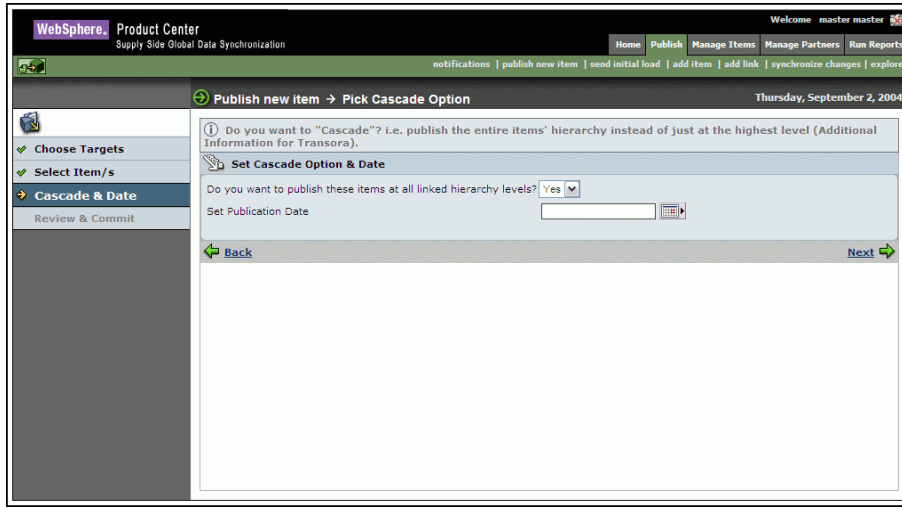 Welcome master master
WebSphere. Product Center
Supply Side Global Data Synchronization
Home Publish Manage Items Manage Partners Run Reports
notifications | publish new item | send initial load | add item | add link | synchronize changes | explore
Publish new item → Pick Cascade Option
Thursday, September 2, 2004
Choose Targets
Select Item/s
Cascade & Date
Review & Commit
Do you want to "Cascade"? i.e. publish the entire items' hierarchy instead of just at the highest level (Additional
Information for Transora).
Set Cascade Option & Date
Do you want to publish these items at all linked hierarchy levels? Yes
Set Publication Date
Back
Next